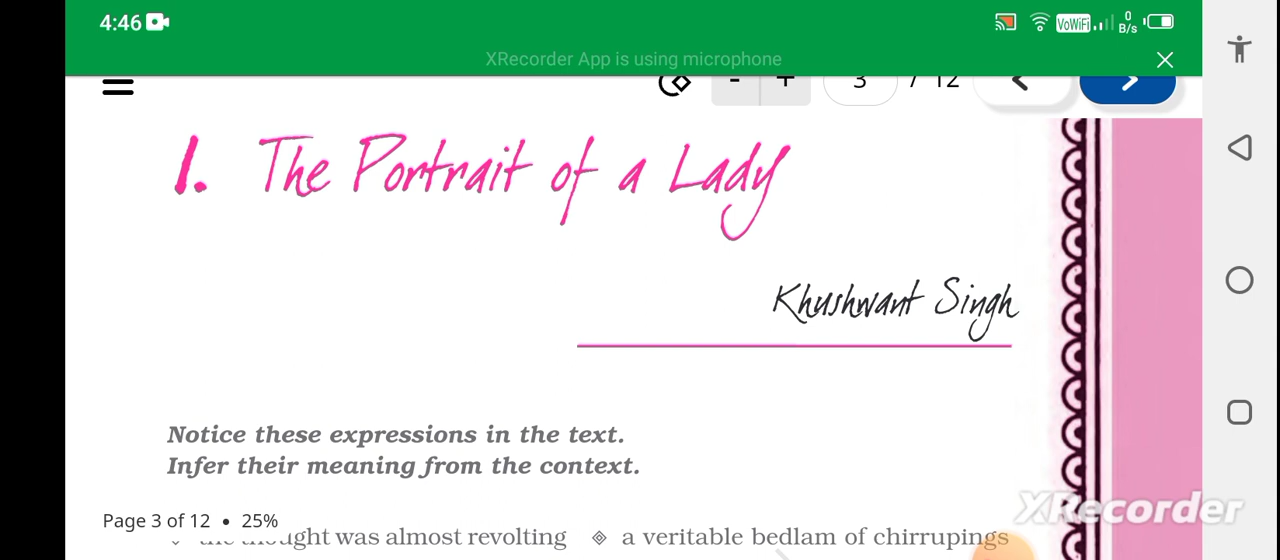 4:46
VoWiFi
0
B/s
XRecorder App is using microphone
- + 3 / 12
1. The Portrait of a Lady
Khushwant Singh
Notice these expressions in the text.
Infer their meaning from the context.
Page 3 of 12 • 25%
was almost revolting ◈ a veritable bedlam of chirrupings
XRecorder